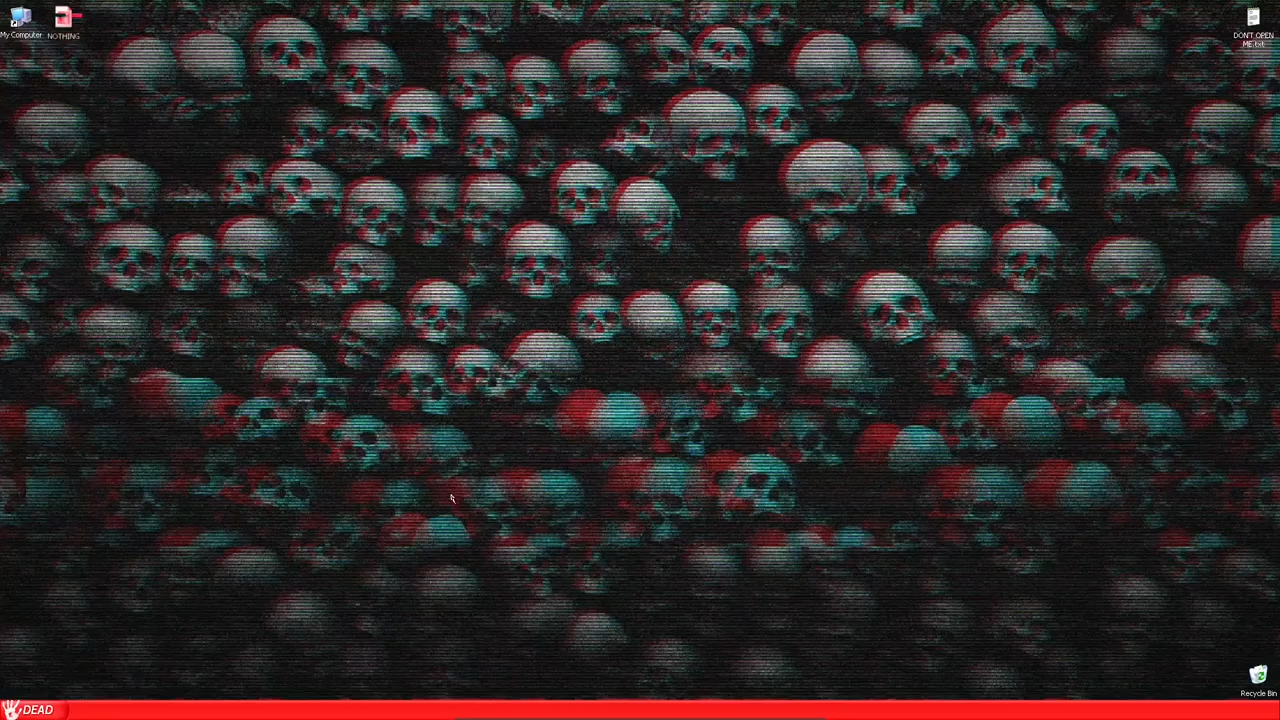 My Computer
NOTHING
DON'T OPEN
ME.txt
Recycle Bin
DEAD